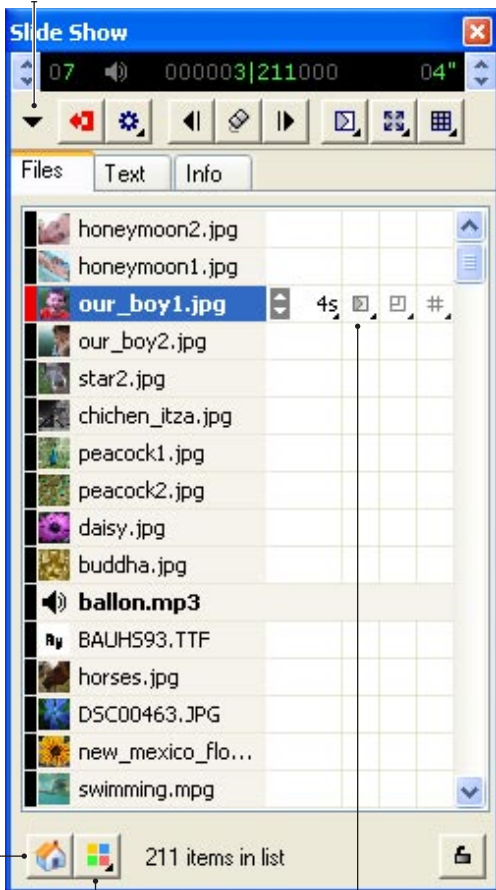 Slide Show
07 000003|211000 04"
Files Text Info
honeymoon2.jpg
honeymoon1.jpg
our_boy1.jpg 4s
our_boy2.jpg
star2.jpg
chichen_itza.jpg
peacock1.jpg
peacock2.jpg
daisy.jpg
buddha.jpg
ballon.mp3
BAUHS93.TTF
horses.jpg
DSC00463.JPG
new_mexico_flo...
swimming.mpg
211 items in list